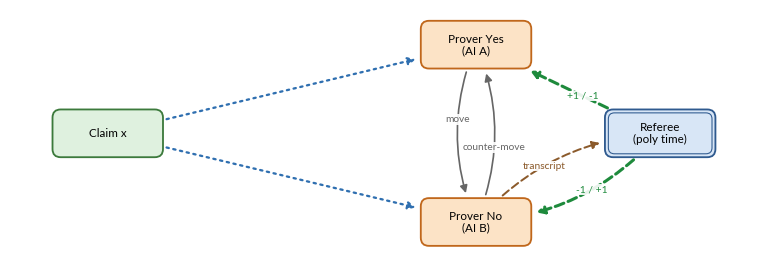 Prover Yes
(AI A)
+1 / -1
move
Claim x
Referee
(poly time)
counter-move
transcript
-1 / +1
Prover No
(AI B)